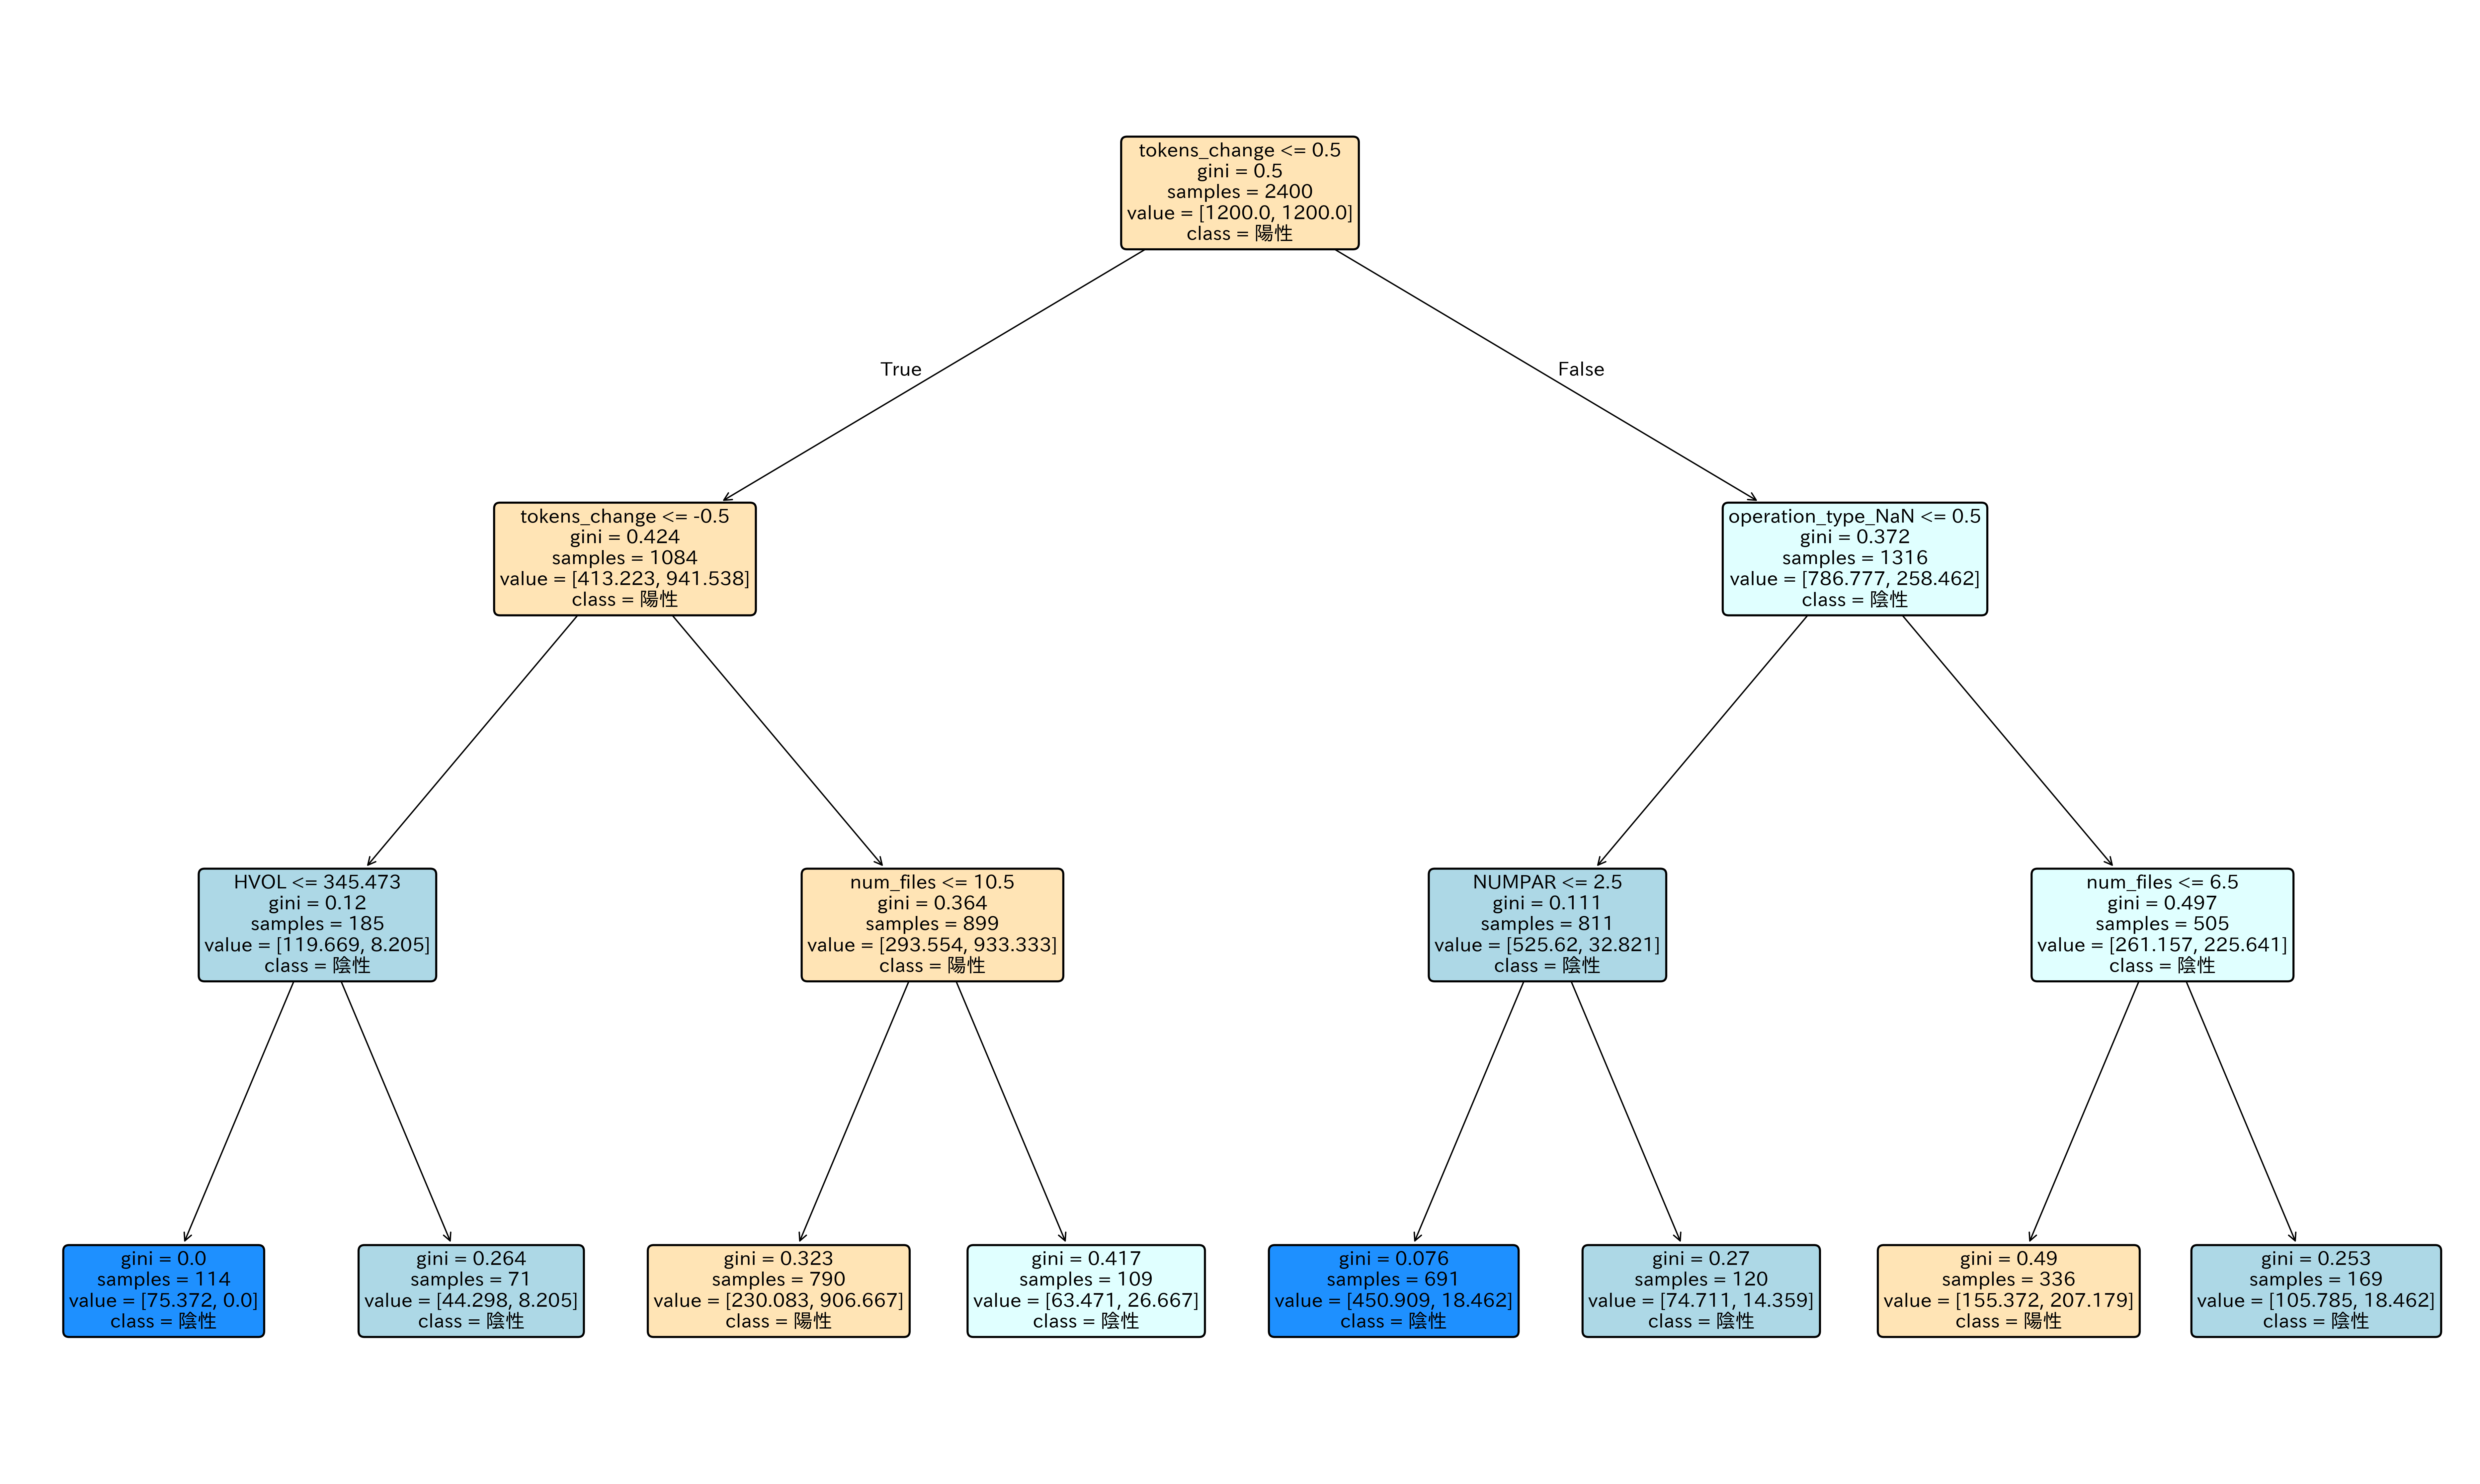 tokens_change <= 0.5
gini = 0.5
samples = 2400
value = [1200.0, 1200.0]
class = 陽性
True
False
tokens_change <= -0.5
gini = 0.424
samples = 1084
value = [413.223, 941.538]
class = 陽性
operation_type_NaN <= 0.5
gini = 0.372
samples = 1316
value = [786.777, 258.462]
class = 陰性
HVOL <= 345.473
gini = 0.12
samples = 185
value = [119.669, 8.205]
class = 陰性
num_files <= 10.5
gini = 0.364
samples = 899
value = [293.554, 933.333]
class = 陽性
NUMPAR <= 2.5
gini = 0.111
samples = 811
value = [525.62, 32.821]
class = 陰性
num_files <= 6.5
gini = 0.497
samples = 505
value = [261.157, 225.641]
class = 陰性
gini = 0.0
samples = 114
value = [75.372, 0.0]
class = 陰性
gini = 0.264
samples = 71
value = [44.298, 8.205]
class = 陰性
gini = 0.323
samples = 790
value = [230.083, 906.667]
class = 陽性
gini = 0.417
samples = 109
value = [63.471, 26.667]
class = 陰性
gini = 0.076
samples = 691
value = [450.909, 18.462]
class = 陰性
gini = 0.27
samples = 120
value = [74.711, 14.359]
class = 陰性
gini = 0.49
samples = 336
value = [155.372, 207.179]
class = 陽性
gini = 0.253
samples = 169
value = [105.785, 18.462]
class = 陰性